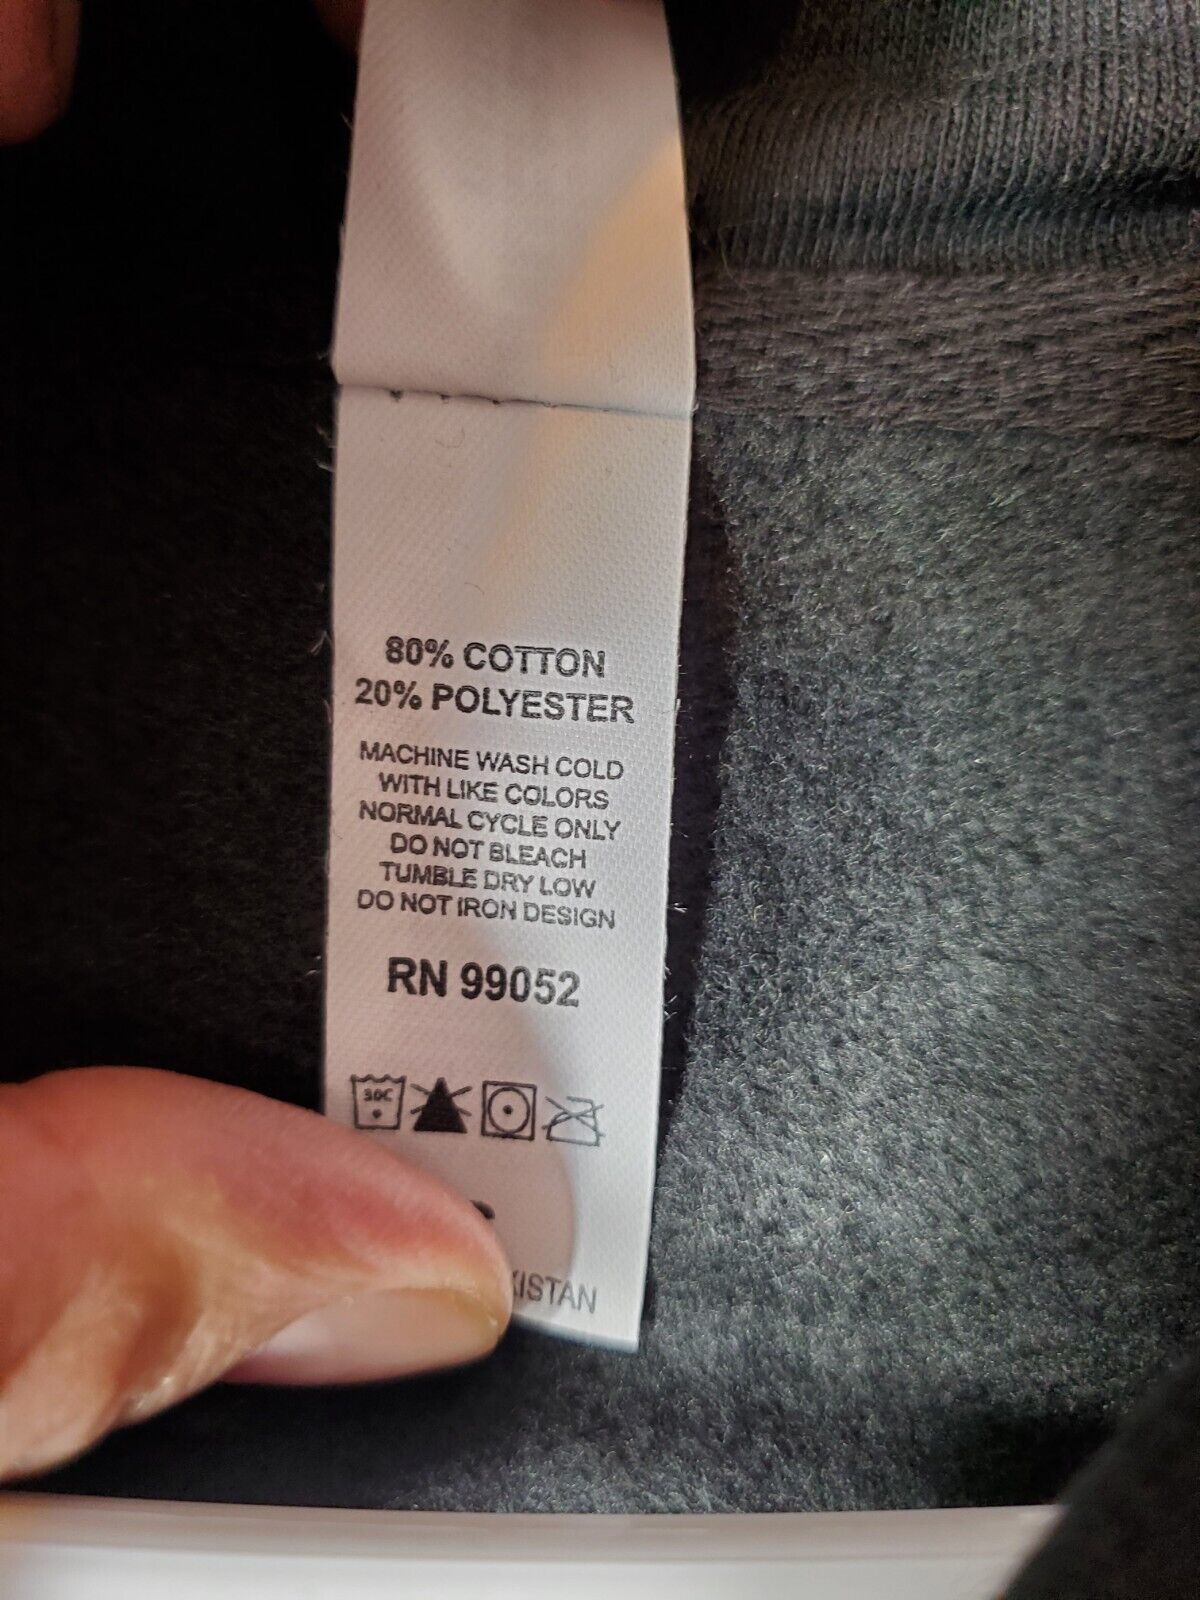 80% COTTON
20% POLYESTER
MACHINE WASH COLD
WITH LIKE COLORS
NORMAL CYCLE ONLY
DO NOT BLEACH
TUMBLE DRY LOW
DO NOT IRON DESIGN
RN 99052
30C